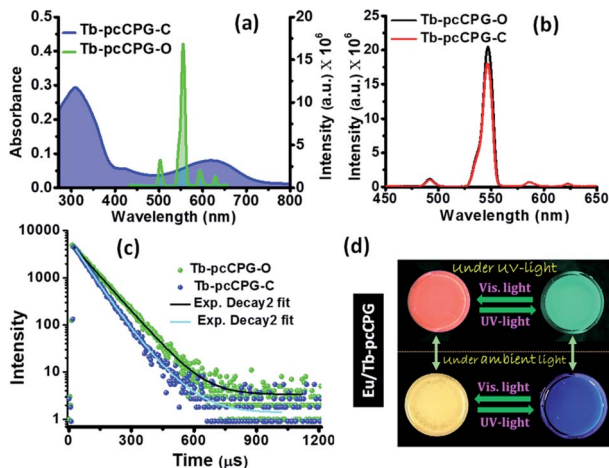 (a)
Tb-pcCPG-C
Tb-pcCPG-O
Absorbance
0.5
0.4
0.3
0.2
0.1
0.0
20
15
10
5
0
Intensity (a.u.) X 10⁶
300 400 500 600 700 800
Wavelength (nm)
(b)
Tb-pcCPG-O
Tb-pcCPG-C
Intensity (a.u.) X 10⁶
25
20
15
10
5
0
450 500 550 600 650
Wavelength (nm)
(c)
Tb-pcCPG-O
Tb-pcCPG-C
Exp. Decay2 fit
Exp. Decay2 fit
Intensity
10000
1000
100
10
1
0 300 600 900 1200
Time (μs)
(d)
Eu/Tb-pcCPG
Under UV-light
Vis. light
UV-light
Under ambient light
Vis. light
UV-light